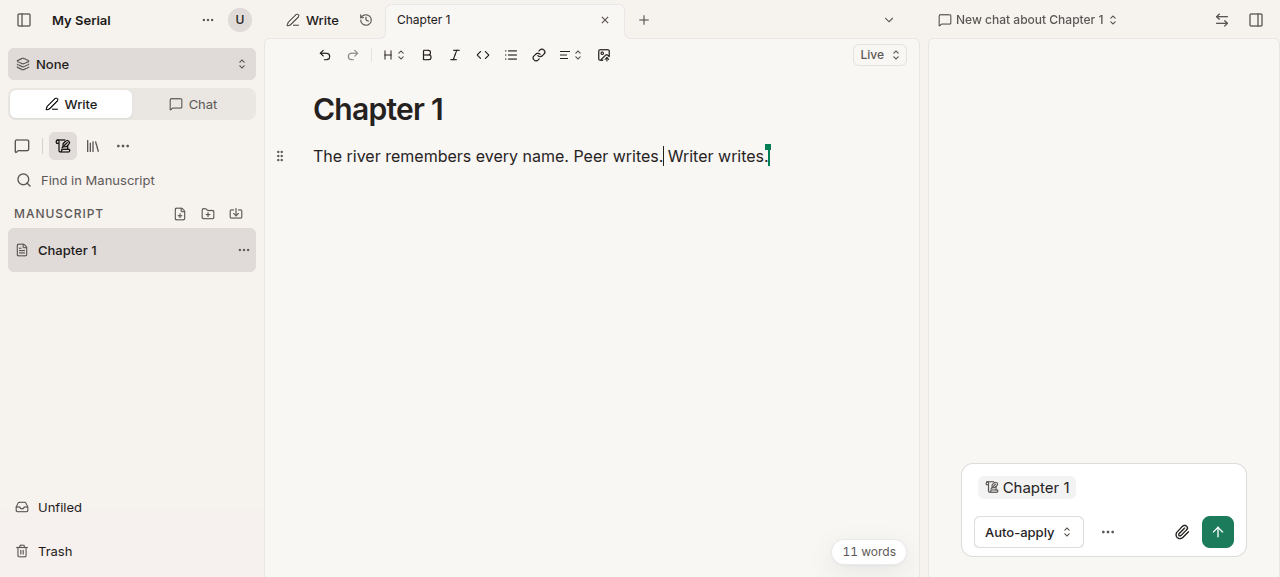 My Serial
U
None
Write
Chat
Find in Manuscript
MANUSCRIPT
Chapter 1
Unfiled
Trash
Write
Chapter 1
H
B
I
Live
Chapter 1
The river remembers every name. Peer writes. Writer writes.
11 words
New chat about Chapter 1
Chapter 1
Auto-apply